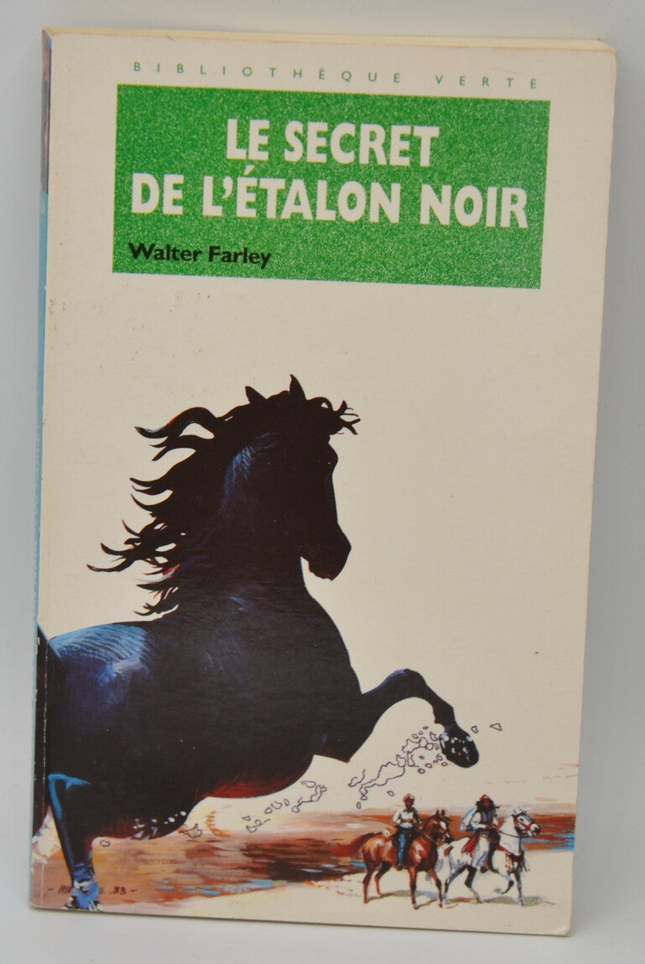 BIBLIOTHÈQUE VERTE
LE SECRET
DE L'ÉTALON NOIR
Walter Farley